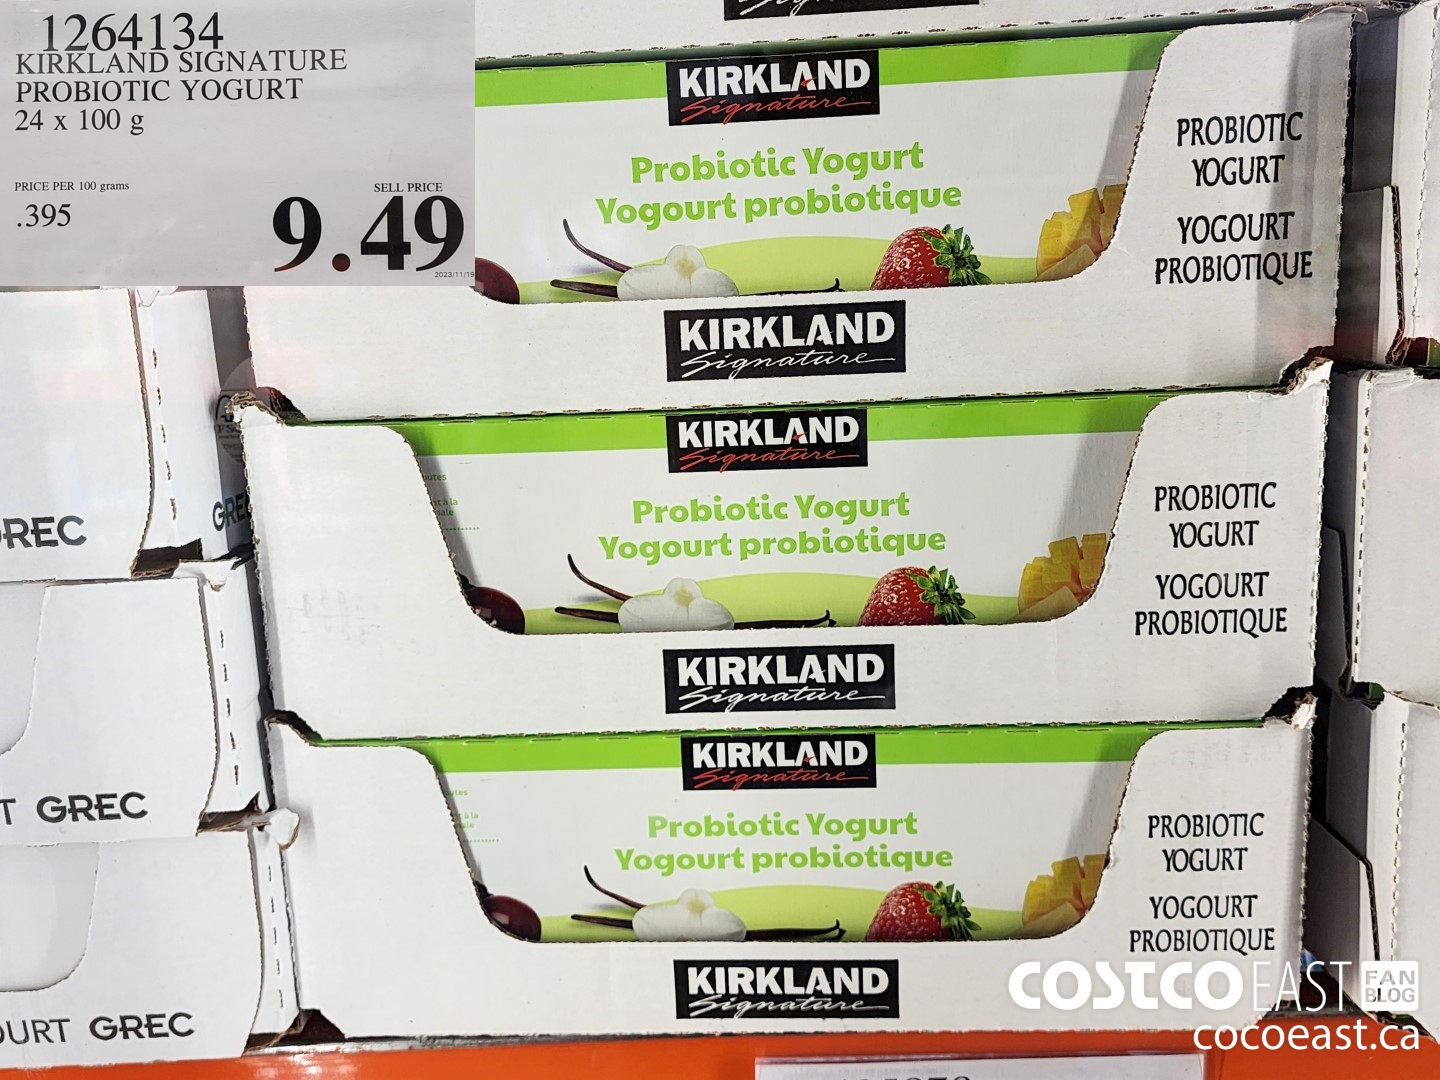 1264134
KIRKLAND SIGNATURE
PROBIOTIC YOGURT
24 x 100 g
PRICE PER 100 grams
.395
SELL PRICE
9.49
2023/11/19
KIRKLAND
Signature
Probiotic Yogurt
Yogourt probiotique
PROBIOTIC
YOGURT
YOGOURT
PROBIOTIQUE
KIRKLAND
Signature
KIRKLAND
Signature
Probiotic Yogurt
Yogourt probiotique
PROBIOTIC
YOGURT
YOGOURT
PROBIOTIQUE
KIRKLAND
Signature
KIRKLAND
Signature
Probiotic Yogurt
Yogourt probiotique
PROBIOTIC
YOGURT
YOGOURT
PROBIOTIQUE
KIRKLAND
Signature
GREC
GREC
COSTCO EAST FAN BLOG
cocoeast.ca